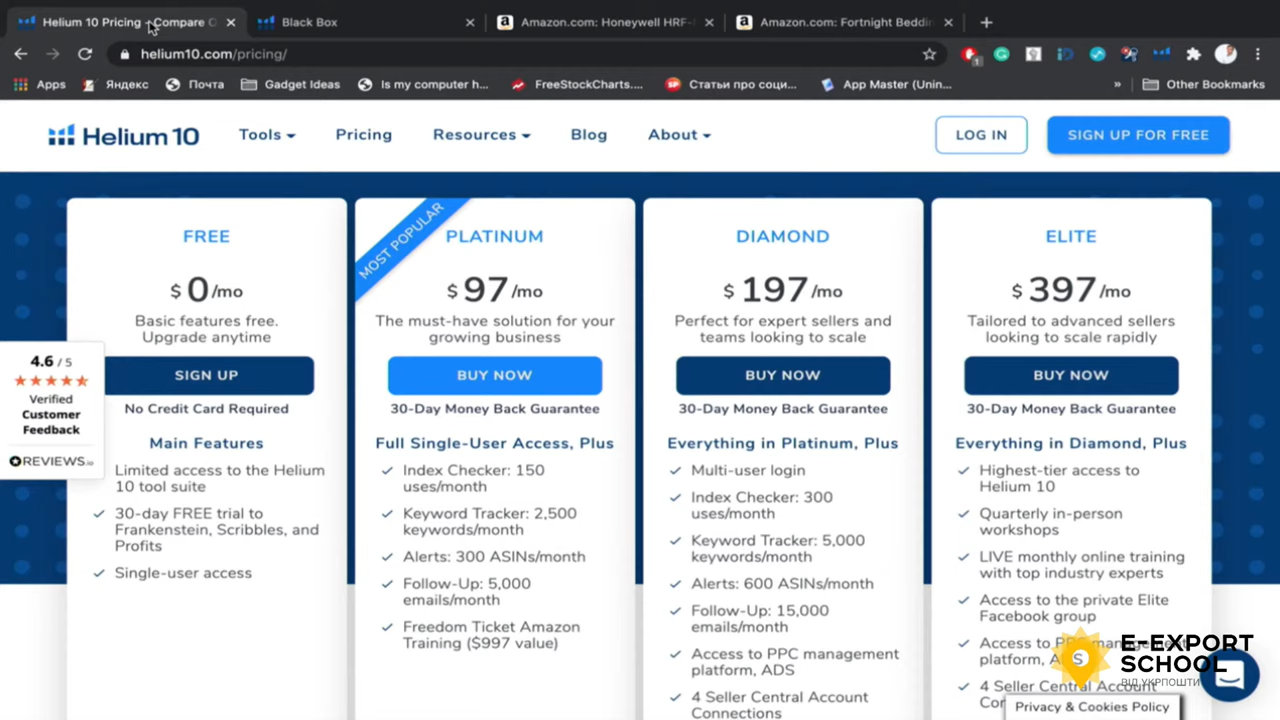 Helium 10 Pricing - Compare
Black Box
Amazon.com: Honeywell HRF-
Amazon.com: Fortnight Beddin
helium10.com/pricing/
1
Apps
Яндекс
Почта
Gadget Ideas
Is my computer h...
FreeStockCharts....
Статьи про соци...
App Master (Unin...
»
Other Bookmarks
Helium 10
Tools
Pricing
Resources
Blog
About
LOG IN
SIGN UP FOR FREE
FREE
$ 0 /mo
Basic features free.
Upgrade anytime
SIGN UP
No Credit Card Required
Main Features
Limited access to the Helium
10 tool suite
30-day FREE trial to
Frankenstein, Scribbles, and
Profits
Single-user access
4.6 / 5
Verified
Customer
Feedback
REVIEWS.io
MOST POPULAR
PLATINUM
$ 97 /mo
The must-have solution for your
growing business
BUY NOW
30-Day Money Back Guarantee
Full Single-User Access, Plus
Index Checker: 150
uses/month
Keyword Tracker: 2,500
keywords/month
Alerts: 300 ASINs/month
Follow-Up: 5,000
emails/month
Freedom Ticket Amazon
Training ($997 value)
DIAMOND
$ 197 /mo
Perfect for expert sellers and
teams looking to scale
BUY NOW
30-Day Money Back Guarantee
Everything in Platinum, Plus
Multi-user login
Index Checker: 300
uses/month
Keyword Tracker: 5,000
keywords/month
Alerts: 600 ASINs/month
Follow-Up: 15,000
emails/month
Access to PPC management
platform, ADS
4 Seller Central Account
Connections
ELITE
$ 397 /mo
Tailored to advanced sellers
looking to scale rapidly
BUY NOW
30-Day Money Back Guarantee
Everything in Diamond, Plus
Highest-tier access to
Helium 10
Quarterly in-person
workshops
LIVE monthly online training
with top industry experts
Access to the private Elite
Facebook group
Access to PPC management
platform, ADS
4 Seller Central Account
E-EXPORT
SCHOOL
ВІД УКРПОШТИ
Privacy & Cookies Policy